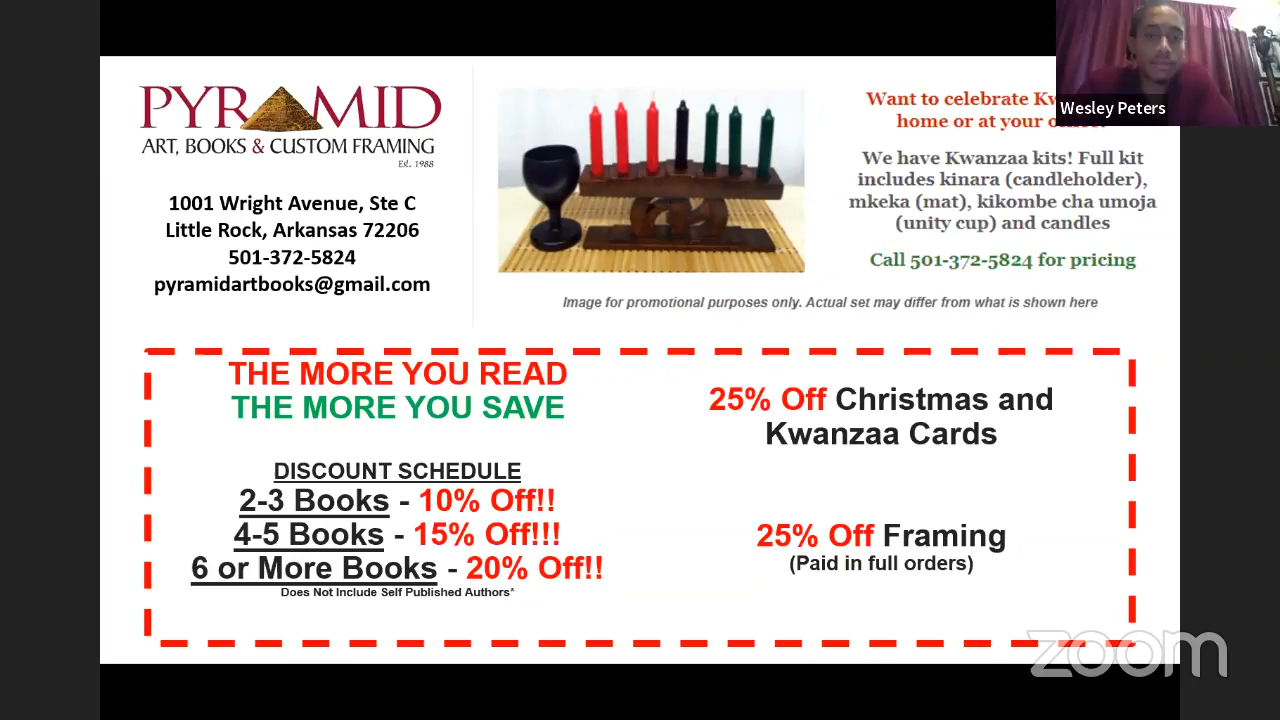 PYRAMID
ART, BOOKS & CUSTOM FRAMING
Est. 1988
1001 Wright Avenue, Ste C
Little Rock, Arkansas 72206
501-372-5824
pyramidartbooks@gmail.com
Want to celebrate
home or at your
We have Kwanzaa kits! Full kit
includes kinara (candleholder),
mkeka (mat), kikombe cha umoja
(unity cup) and candles
Call 501-372-5824 for pricing
Image for promotional purposes only. Actual set may differ from what is shown here
Wesley Peters
THE MORE YOU READ
THE MORE YOU SAVE
DISCOUNT SCHEDULE
2-3 Books - 10% Off!!
4-5 Books - 15% Off!!!
6 or More Books - 20% Off!!
Does Not Include Self Published Authors*
25% Off Christmas and
Kwanzaa Cards
25% Off Framing
(Paid in full orders)
zoom